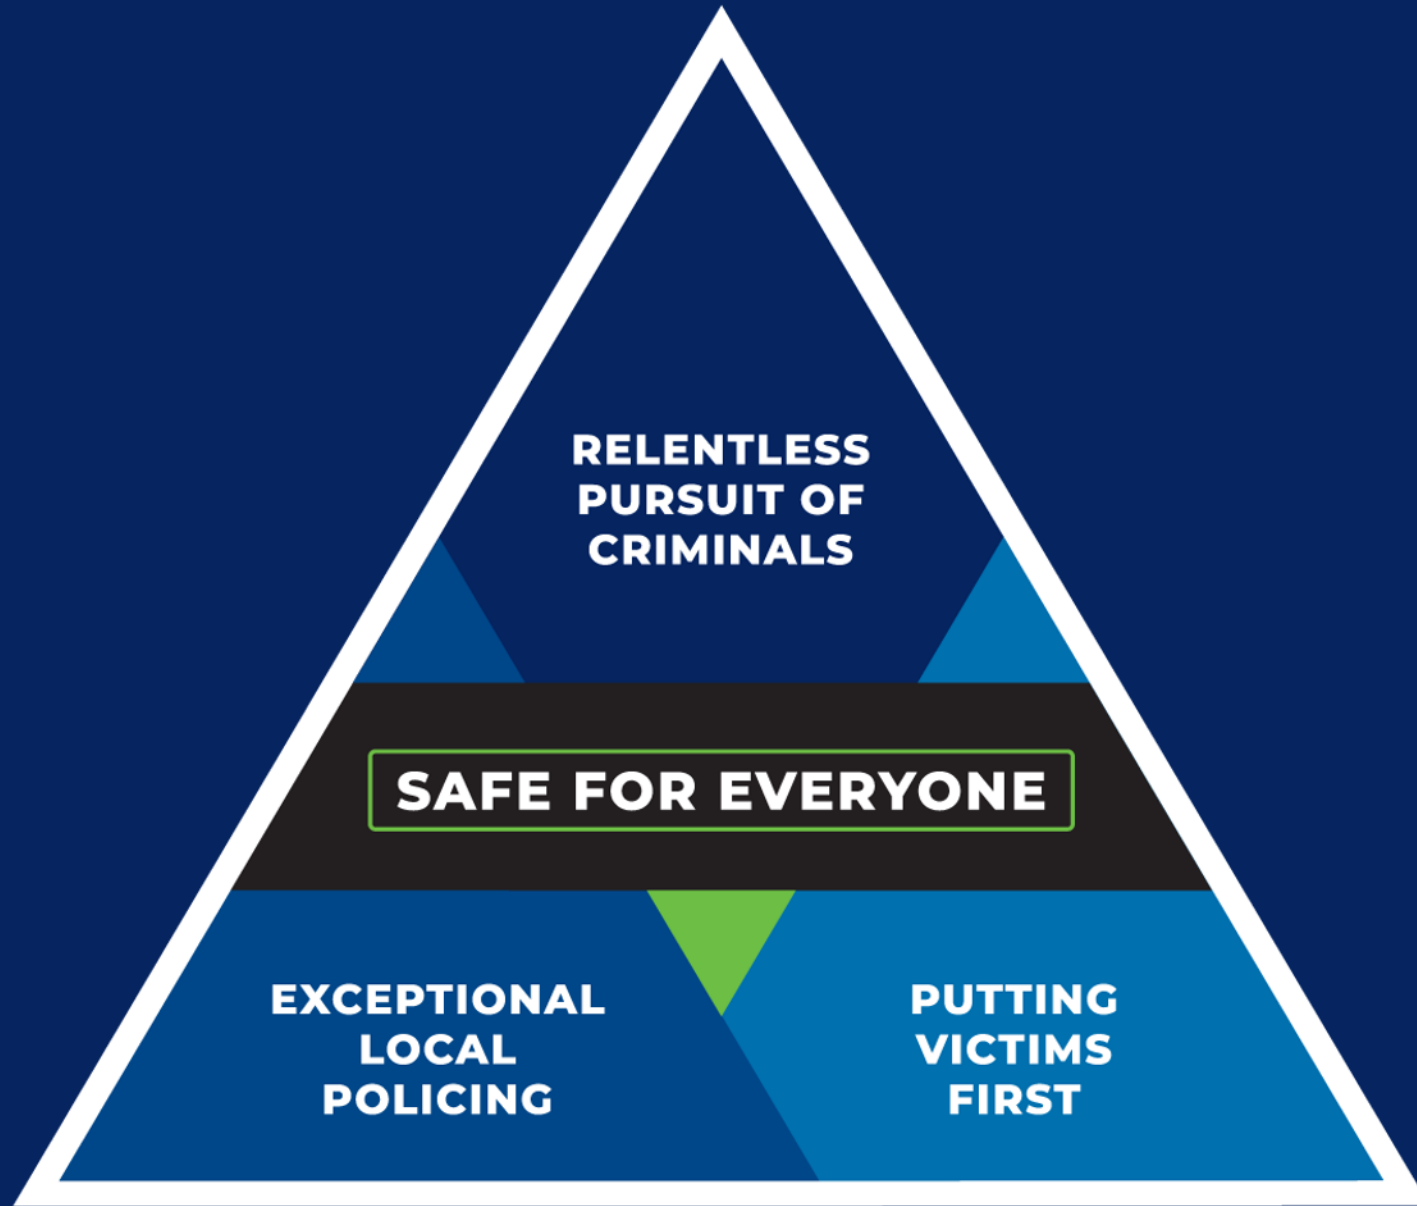 RELENTLESS
PURSUIT OF
CRIMINALS
SAFE FOR EVERYONE
EXCEPTIONAL
LOCAL
POLICING
PUTTING
VICTIMS
FIRST